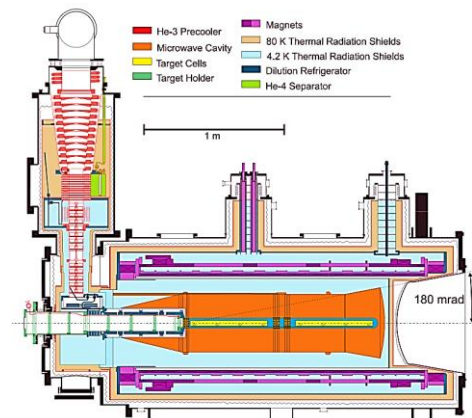 He-3 Precooler
Microwave Cavity
Target Cells
Target Holder
Magnets
80 K Thermal Radiation Shields
4.2 K Thermal Radiation Shields
Dilution Refrigerator
He-4 Separator
1 m
180 mrad